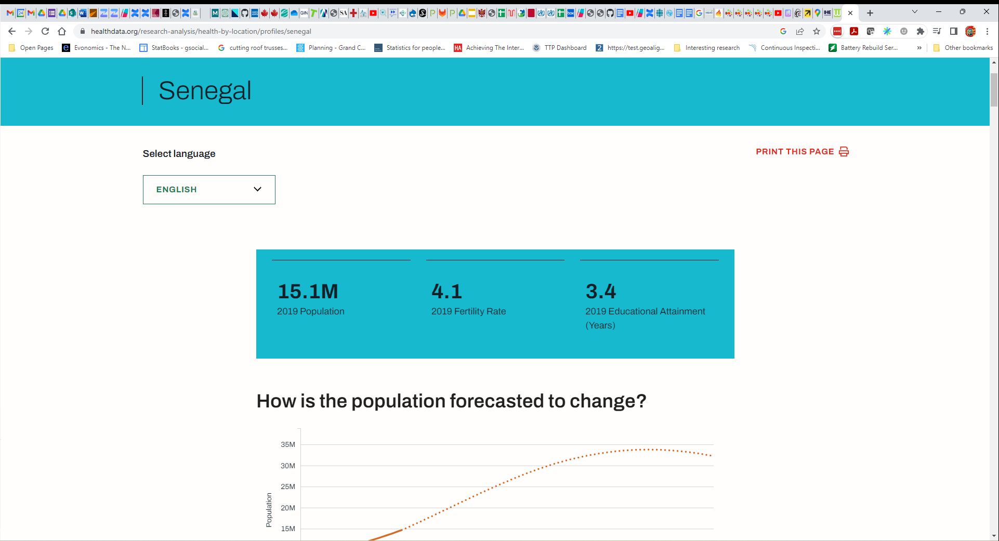 healthdata.org/research-analysis/health-by-location/profiles/senegal
Open Pages
Evonomics - The N...
StatBooks - gsocial...
cutting roof trusses...
Planning - Grand C...
Statistics for people...
HA
Achieving The Inter...
TTP Dashboard
2
https://test.geoalig...
Interesting research
Continuous Inspecti...
Battery Rebuild Ser...
»
Other bookmarks
Senegal
Select language
PRINT THIS PAGE
ENGLISH
15.1M
2019 Population
4.1
2019 Fertility Rate
3.4
2019 Educational Attainment
(Years)
How is the population forecasted to change?
35M
30M
25M
20M
15M
Population